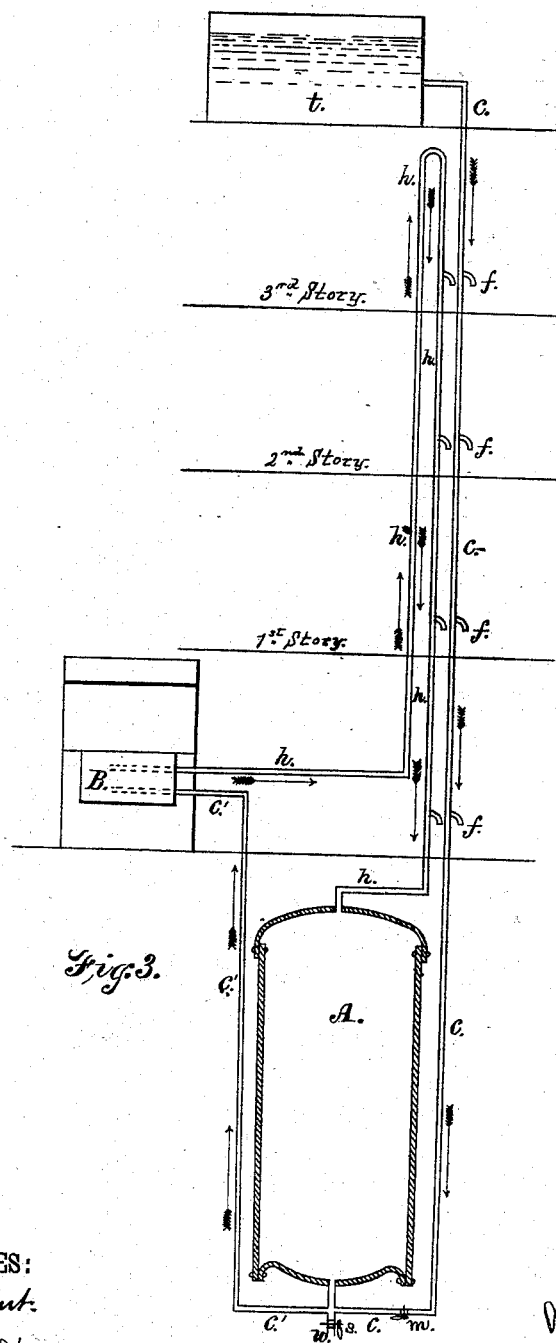 t.
C.
h.
f.
3rd Story.
h.
2nd Story.
f.
h.
C.
1st Story.
f.
h.
B.
h.
C.'
f.
h.
Fig. 3.
C.'
A.
C.
ES:
C.'
C.
m.
w.
s.